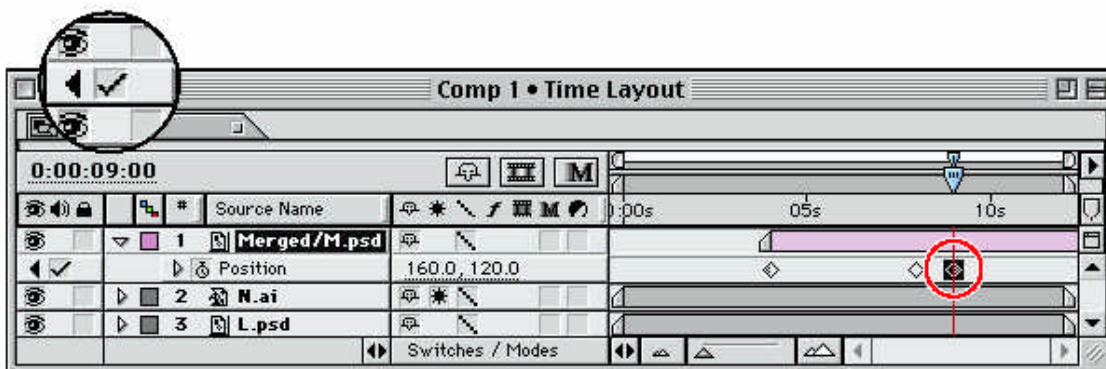 Comp 1 • Time Layout
0:00:09:00
M
# Source Name f M :00s 05s 10s
1 Merged/M.psd
Position 160.0, 120.0
2 N.ai
3 L.psd
Switches / Modes